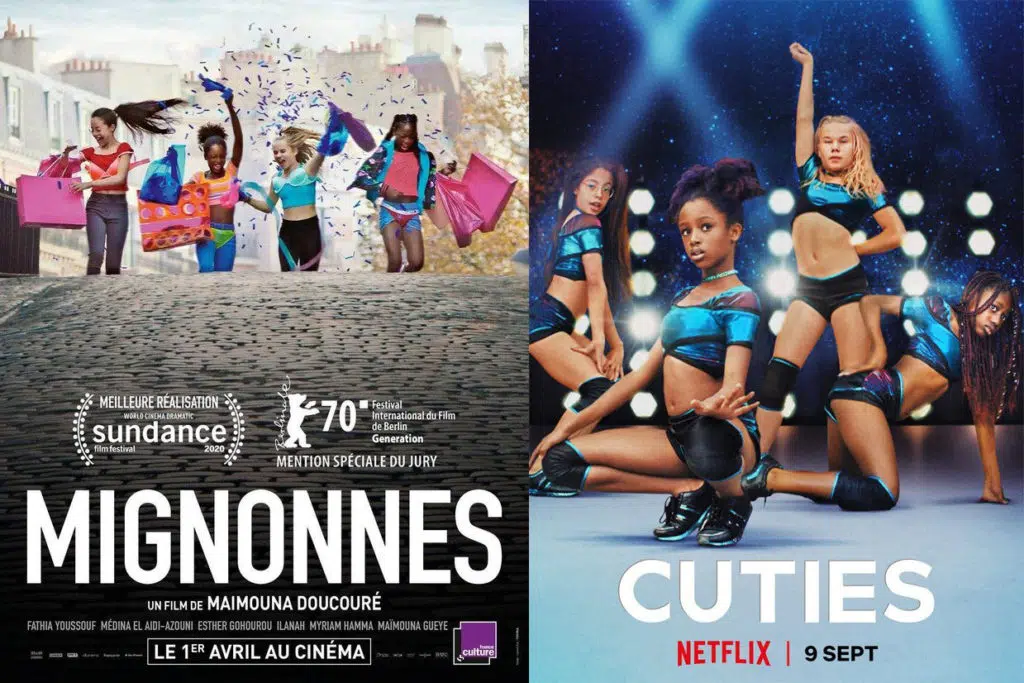 MEILLEURE RÉALISATION
WORLD CINEMA DRAMATIC
sundance
film festival 2020
Berlinale
70
Festival
International du Film
de Berlin
Generation
MENTION SPÉCIALE DU JURY
MIGNONNES
UN FILM DE MAIMOUNA DOUCOURÉ
FATHIA YOUSSOUF MÉDINA EL AIDI-AZOUNI ESTHER GOHOUROU ILANAH MYRIAM HAMMA MAÏMOUNA GUEYE
LE 1ER AVRIL AU CINÉMA
france
culture
CUTIES
NETFLIX | 9 SEPT